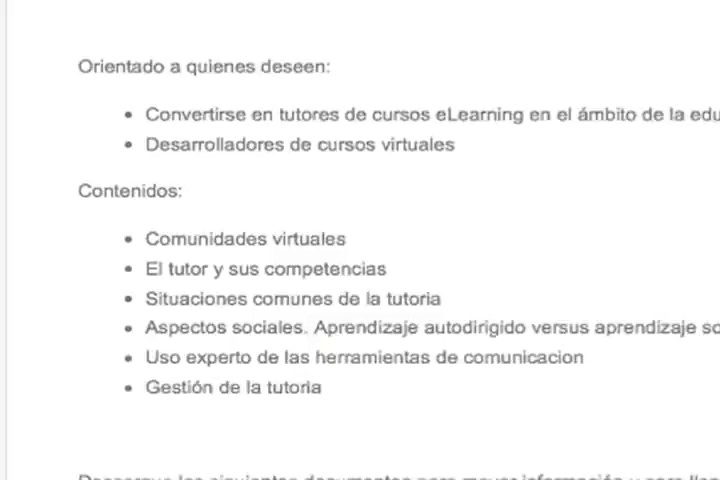 Orientado a quienes deseen:
• Convertirse en tutores de cursos eLearning en el ámbito de la edu
• Desarrolladores de cursos virtuales
Contenidos:
• Comunidades virtuales
• El tutor y sus competencias
• Situaciones comunes de la tutoria
• Aspectos sociales. Aprendizaje autodirigido versus aprendizaje so
• Uso experto de las herramientas de comunicacion
• Gestión de la tutoria